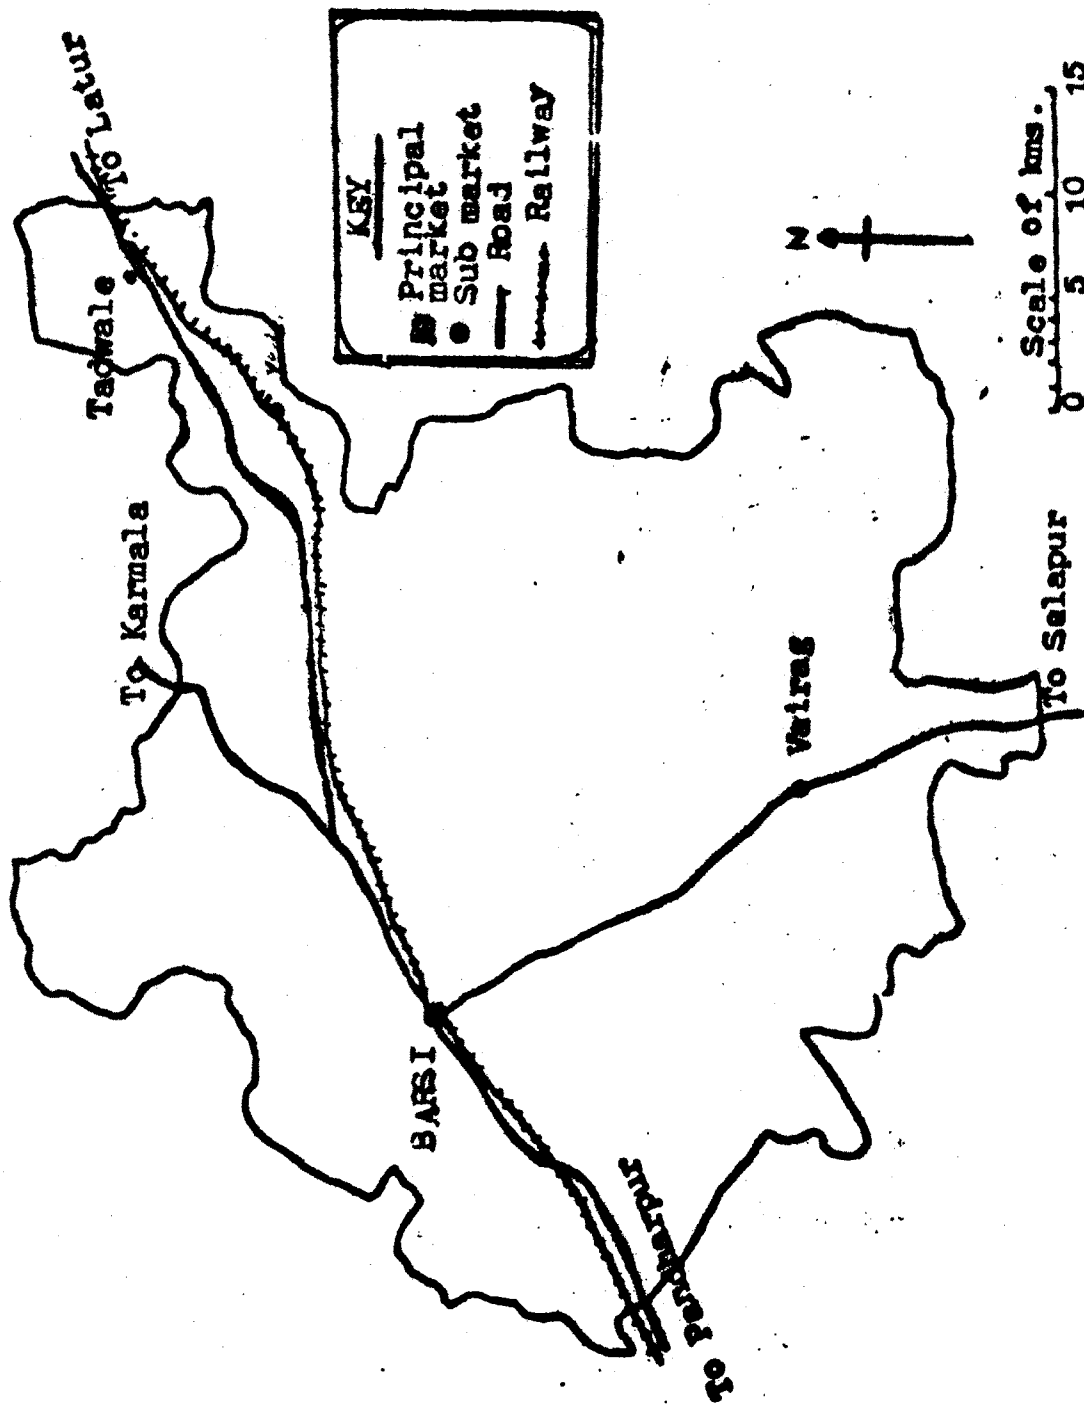 To Latur
Tadwale
To Karmala
BARSI
Vairag
To Pandharpur
To Selapur
KEY
Principal
market
Sub market
Road
Railway
N
Scale of kms.
0 5 10 15